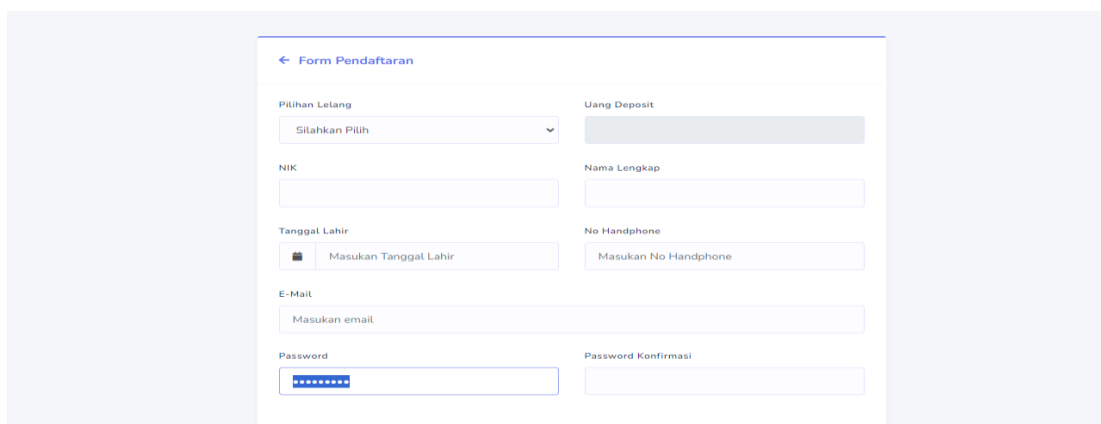 ← Form Pendaftaran
Pilihan Lelang
Uang Deposit
Silahkan Pilih
NIK
Nama Lengkap
Tanggal Lahir
No Handphone
Masukan Tanggal Lahir
Masukan No Handphone
E-Mail
Masukan email
Password
Password Konfirmasi
•••••••••